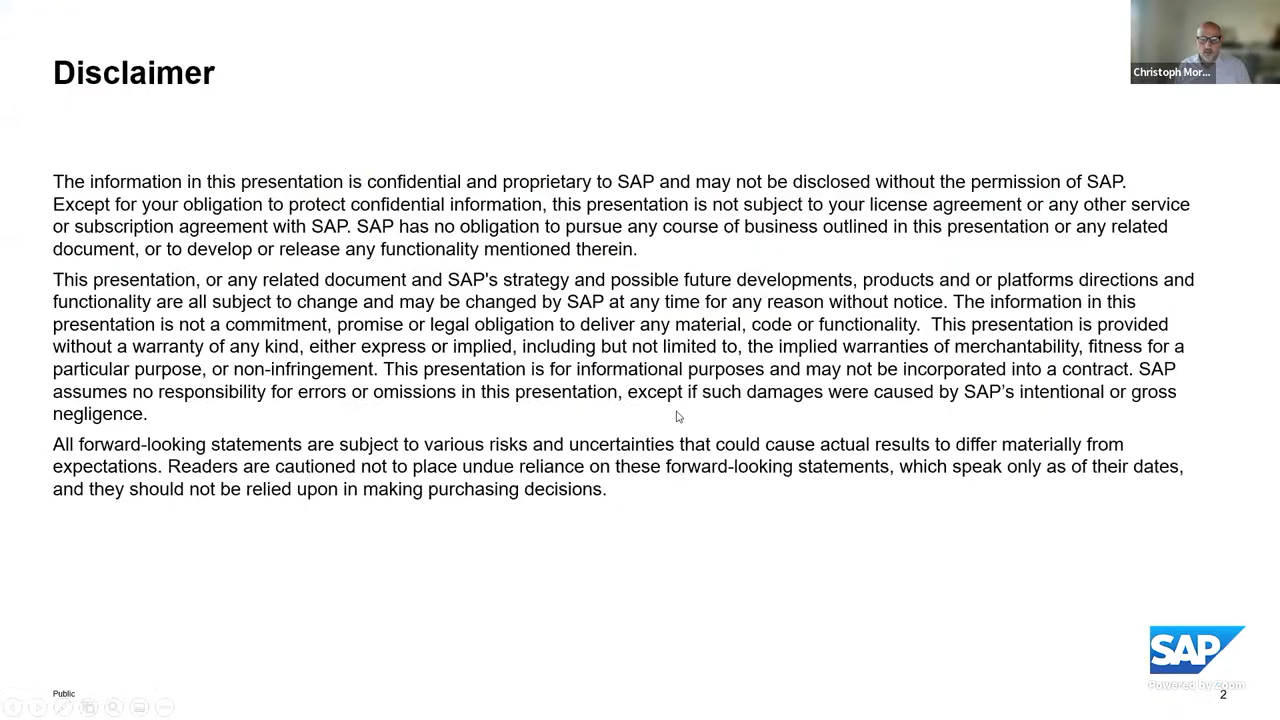 Disclaimer
Christoph Mor...
The information in this presentation is confidential and proprietary to SAP and may not be disclosed without the permission of SAP.
Except for your obligation to protect confidential information, this presentation is not subject to your license agreement or any other service
or subscription agreement with SAP. SAP has no obligation to pursue any course of business outlined in this presentation or any related
document, or to develop or release any functionality mentioned therein.
This presentation, or any related document and SAP's strategy and possible future developments, products and or platforms directions and
functionality are all subject to change and may be changed by SAP at any time for any reason without notice. The information in this
presentation is not a commitment, promise or legal obligation to deliver any material, code or functionality.  This presentation is provided
without a warranty of any kind, either express or implied, including but not limited to, the implied warranties of merchantability, fitness for a
particular purpose, or non-infringement. This presentation is for informational purposes and may not be incorporated into a contract. SAP
assumes no responsibility for errors or omissions in this presentation, except if such damages were caused by SAP’s intentional or gross
negligence.
All forward-looking statements are subject to various risks and uncertainties that could cause actual results to differ materially from
expectations. Readers are cautioned not to place undue reliance on these forward-looking statements, which speak only as of their dates,
and they should not be relied upon in making purchasing decisions.
SAP
Powered by Zoom
Public
2